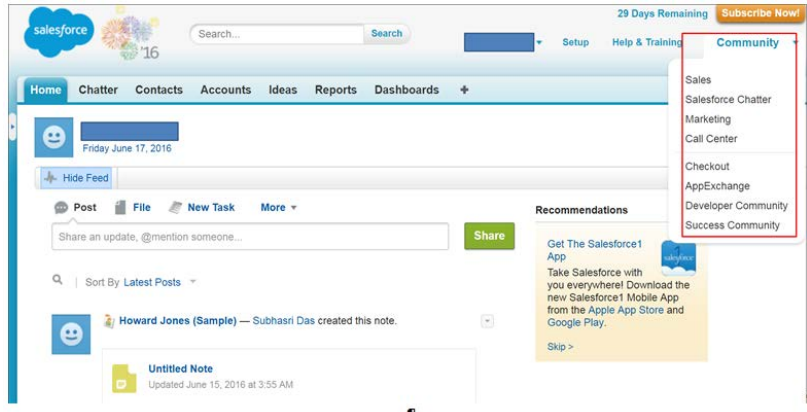 29 Days Remaining Subscribe Now!
salesforce '16 Search... Search
Setup Help & Training Community
Home Chatter Contacts Accounts Ideas Reports Dashboards +
Sales
Salesforce Chatter
Marketing
Call Center
Checkout
AppExchange
Developer Community
Success Community
Friday June 17, 2016
Hide Feed
Post File New Task More
Share an update, @mention someone... Share
Sort By Latest Posts
Howard Jones (Sample) — Subhasri Das created this note.
Untitled Note
Updated June 15, 2016 at 3:55 AM
Recommendations
Get The Salesforce1
App
salesforce
Take Salesforce with
you everywhere! Download the
new Salesforce1 Mobile App
from the Apple App Store and
Google Play.
Skip >